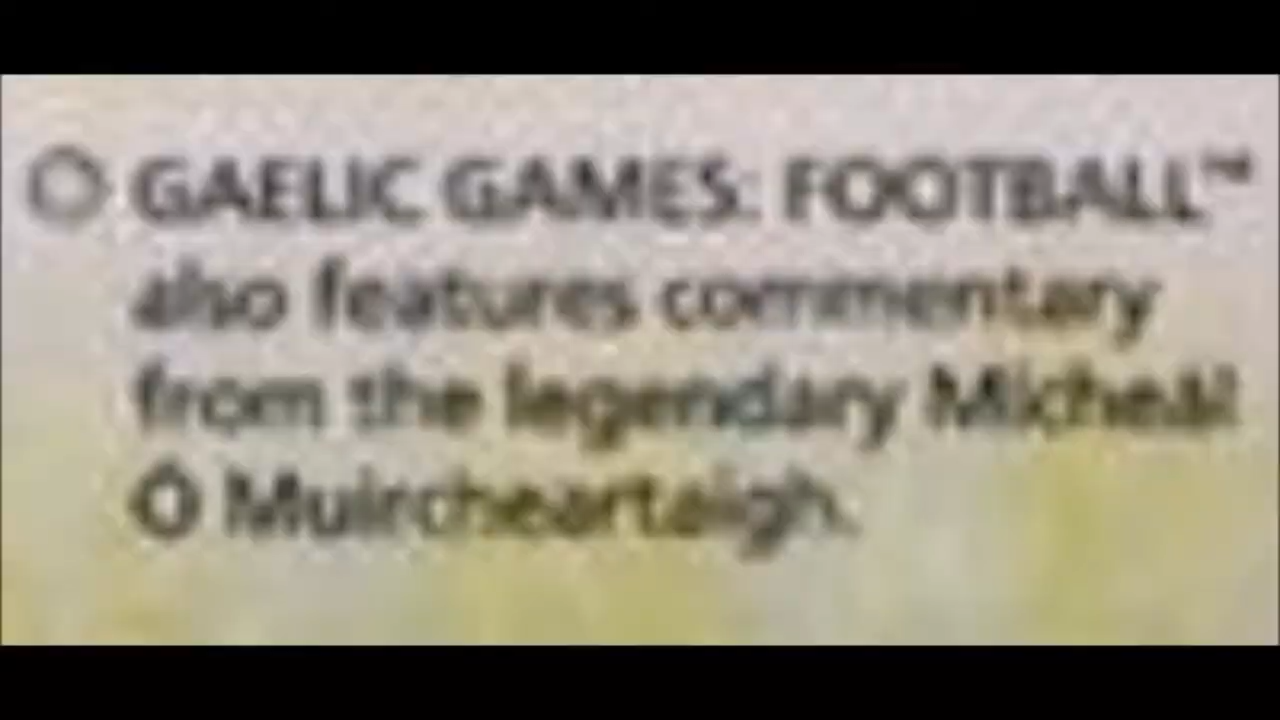 GAELIC GAMES: FOOTBALL™
also features commentary
from the legendary Micheál
Ó Muircheartaigh.